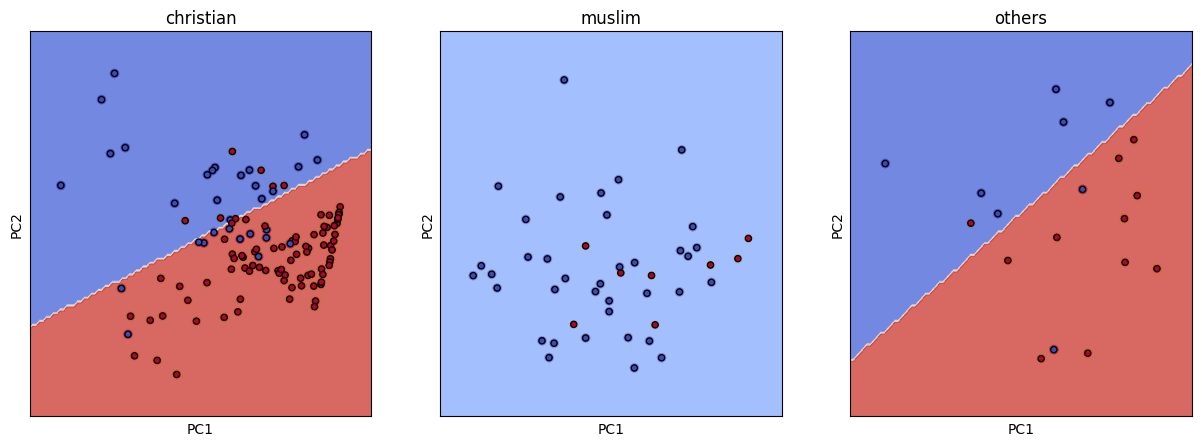 christian
muslim
others
PC2
PC2
PC2
PC1
PC1
PC1